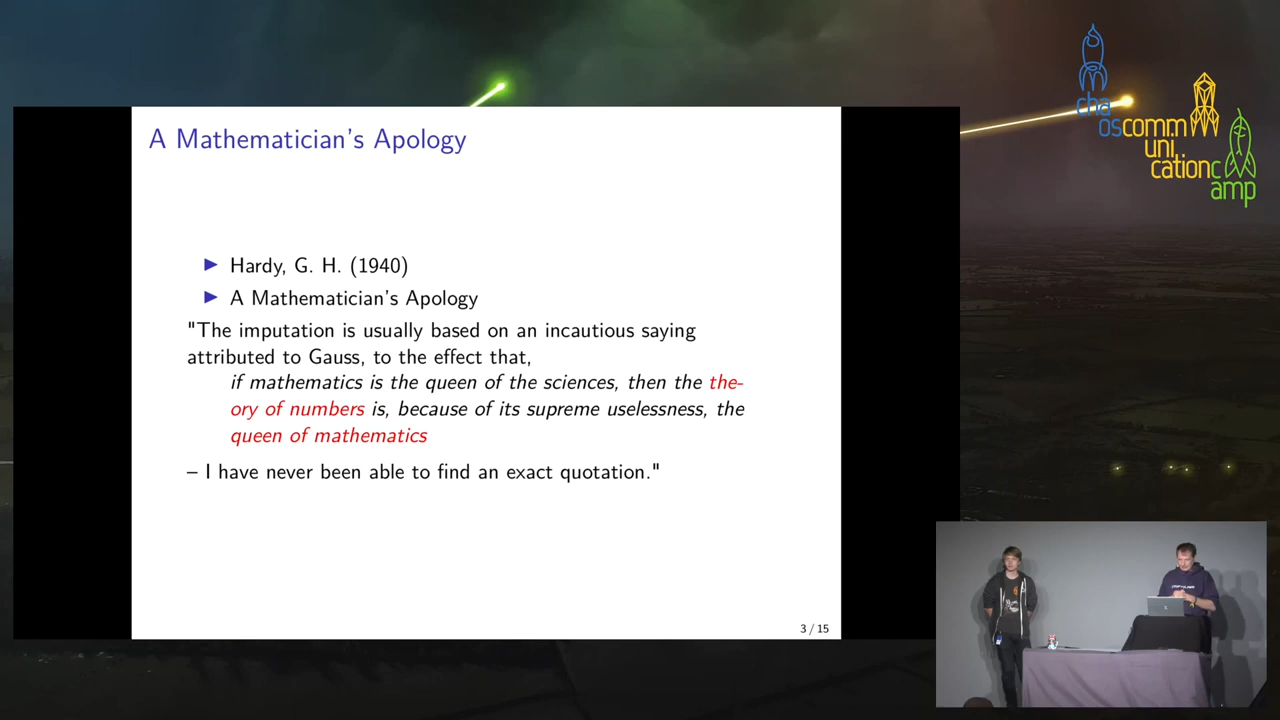 A Mathematician's Apology
Hardy, G. H. (1940)
A Mathematician's Apology
"The imputation is usually based on an incautious saying
attributed to Gauss, to the effect that,
if mathematics is the queen of the sciences, then the the-
ory of numbers is, because of its supreme uselessness, the
queen of mathematics
– I have never been able to find an exact quotation."
3 / 15
cha
oscomm
uni
cationc
amp